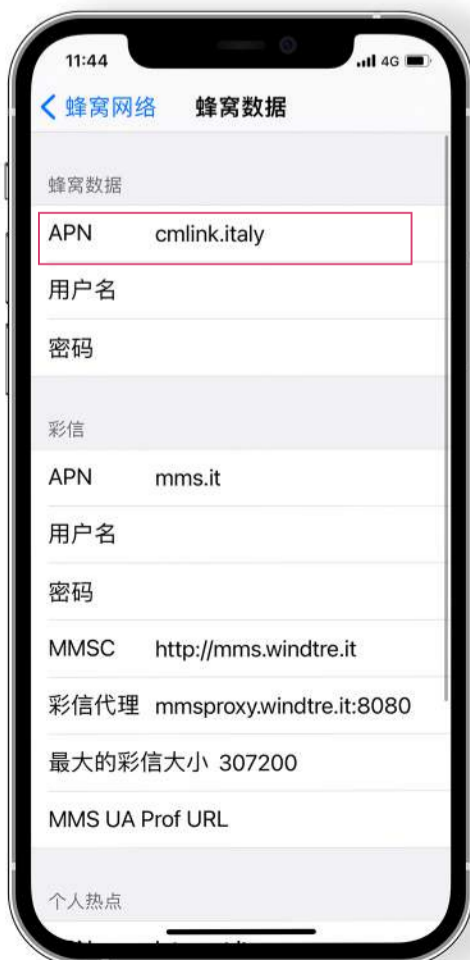 11:44
4G
蜂窝网络 蜂窝数据
蜂窝数据
APN cmlink.italy
用户名
密码
彩信
APN mms.it
用户名
密码
MMSC http://mms.windtre.it
彩信代理 mmsproxy.windtre.it:8080
最大的彩信大小 307200
MMS UA Prof URL
个人热点